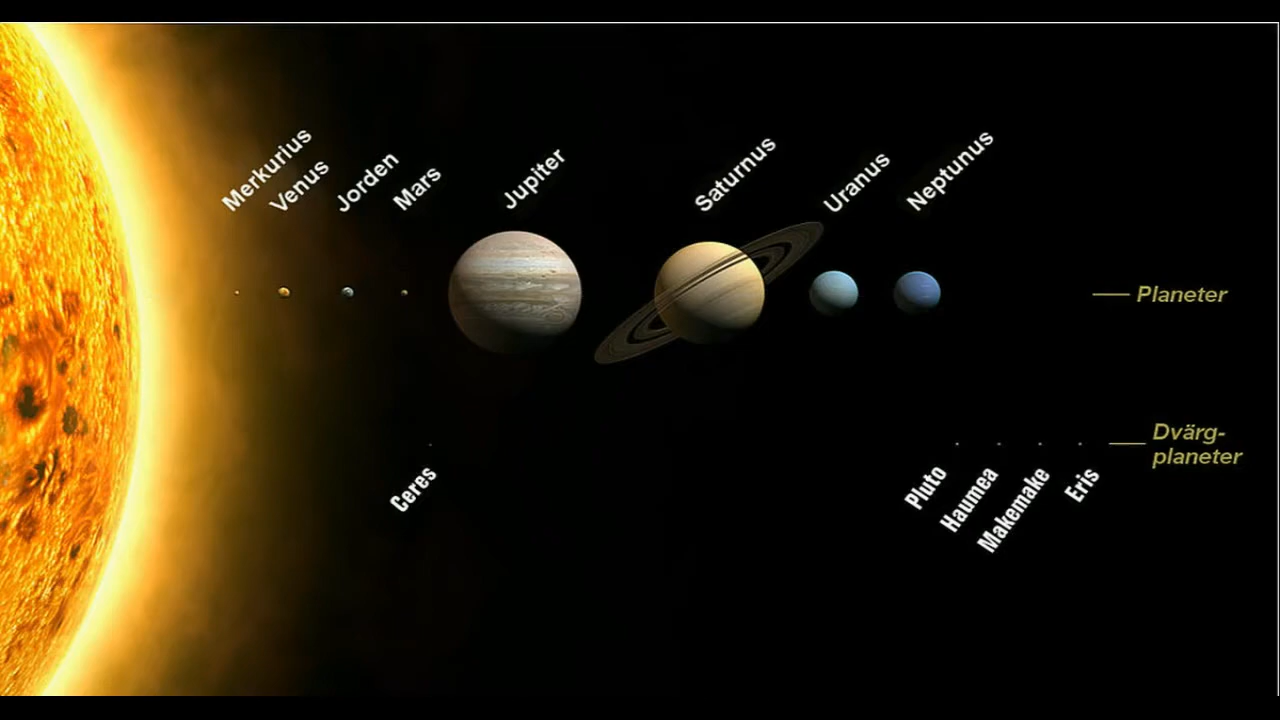 Merkurius
Venus
Jorden
Mars
Jupiter
Saturnus
Uranus
Neptunus
Planeter
Ceres
Pluto
Haumea
Makemake
Eris
Dvärg-
planeter